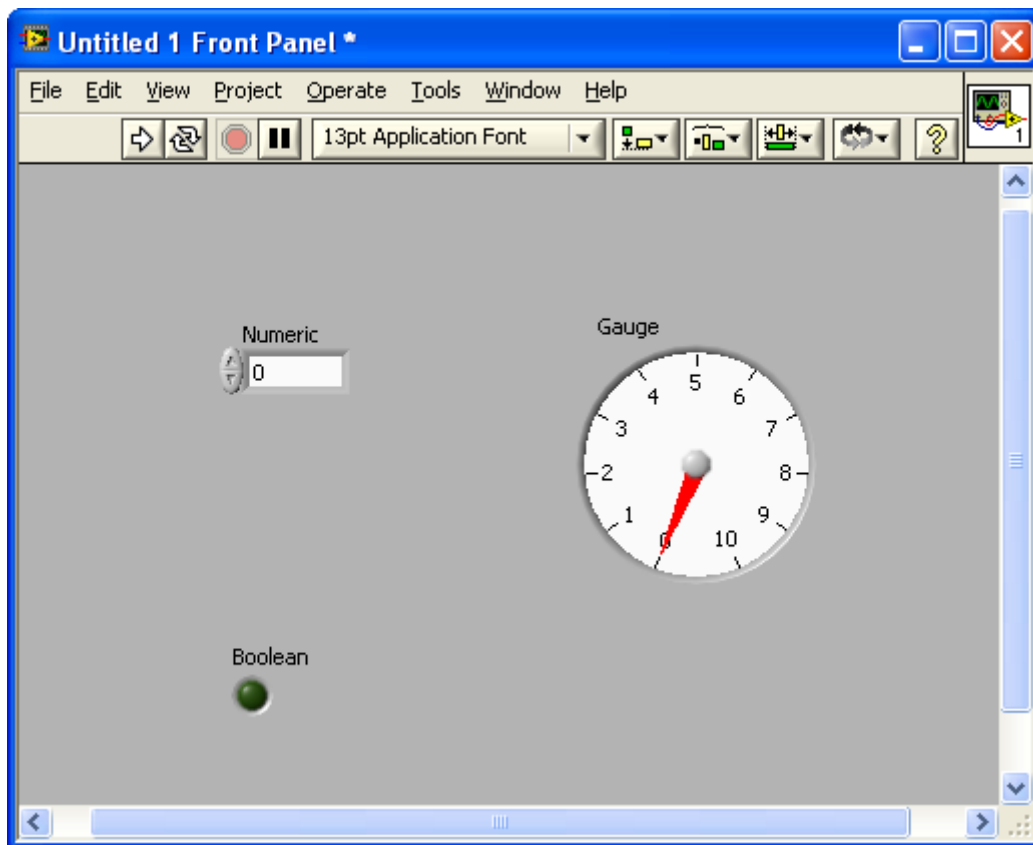 Untitled 1 Front Panel *
File Edit View Project Operate Tools Window Help
13pt Application Font
?
1
Numeric
0
Gauge
5
4 6
3 7
2 8
1 9
0 10
Boolean